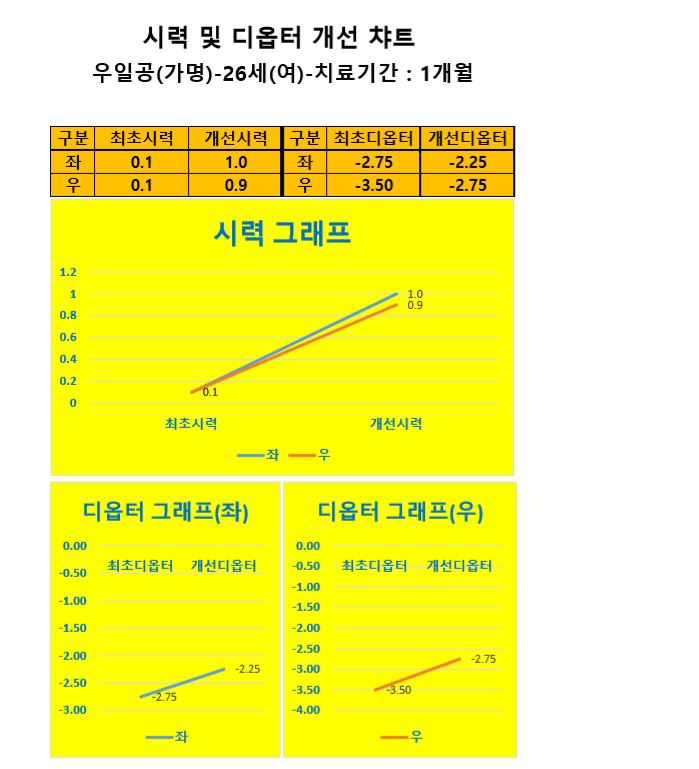 시력 및 디옵터 개선 챠트
우일공(가명)-26세(여)-치료기간 : 1개월
구분 최초시력 개선시력 구분 최초디옵터 개선디옵터
좌 0.1 1.0 좌 -2.75 -2.25
우 0.1 0.9 우 -3.50 -2.75
시력 그래프
1.2
1
0.8
0.6
0.4
0.2
0
1.0
0.9
0.1
최초시력 개선시력
좌 우
디옵터 그래프(좌)
0.00
-0.50
-1.00
-1.50
-2.00
-2.50
-3.00
최초디옵터 개선디옵터
-2.25
-2.75
좌
디옵터 그래프(우)
0.00
-0.50
-1.00
-1.50
-2.00
-2.50
-3.00
-3.50
-4.00
최초디옵터 개선디옵터
-2.75
-3.50
우